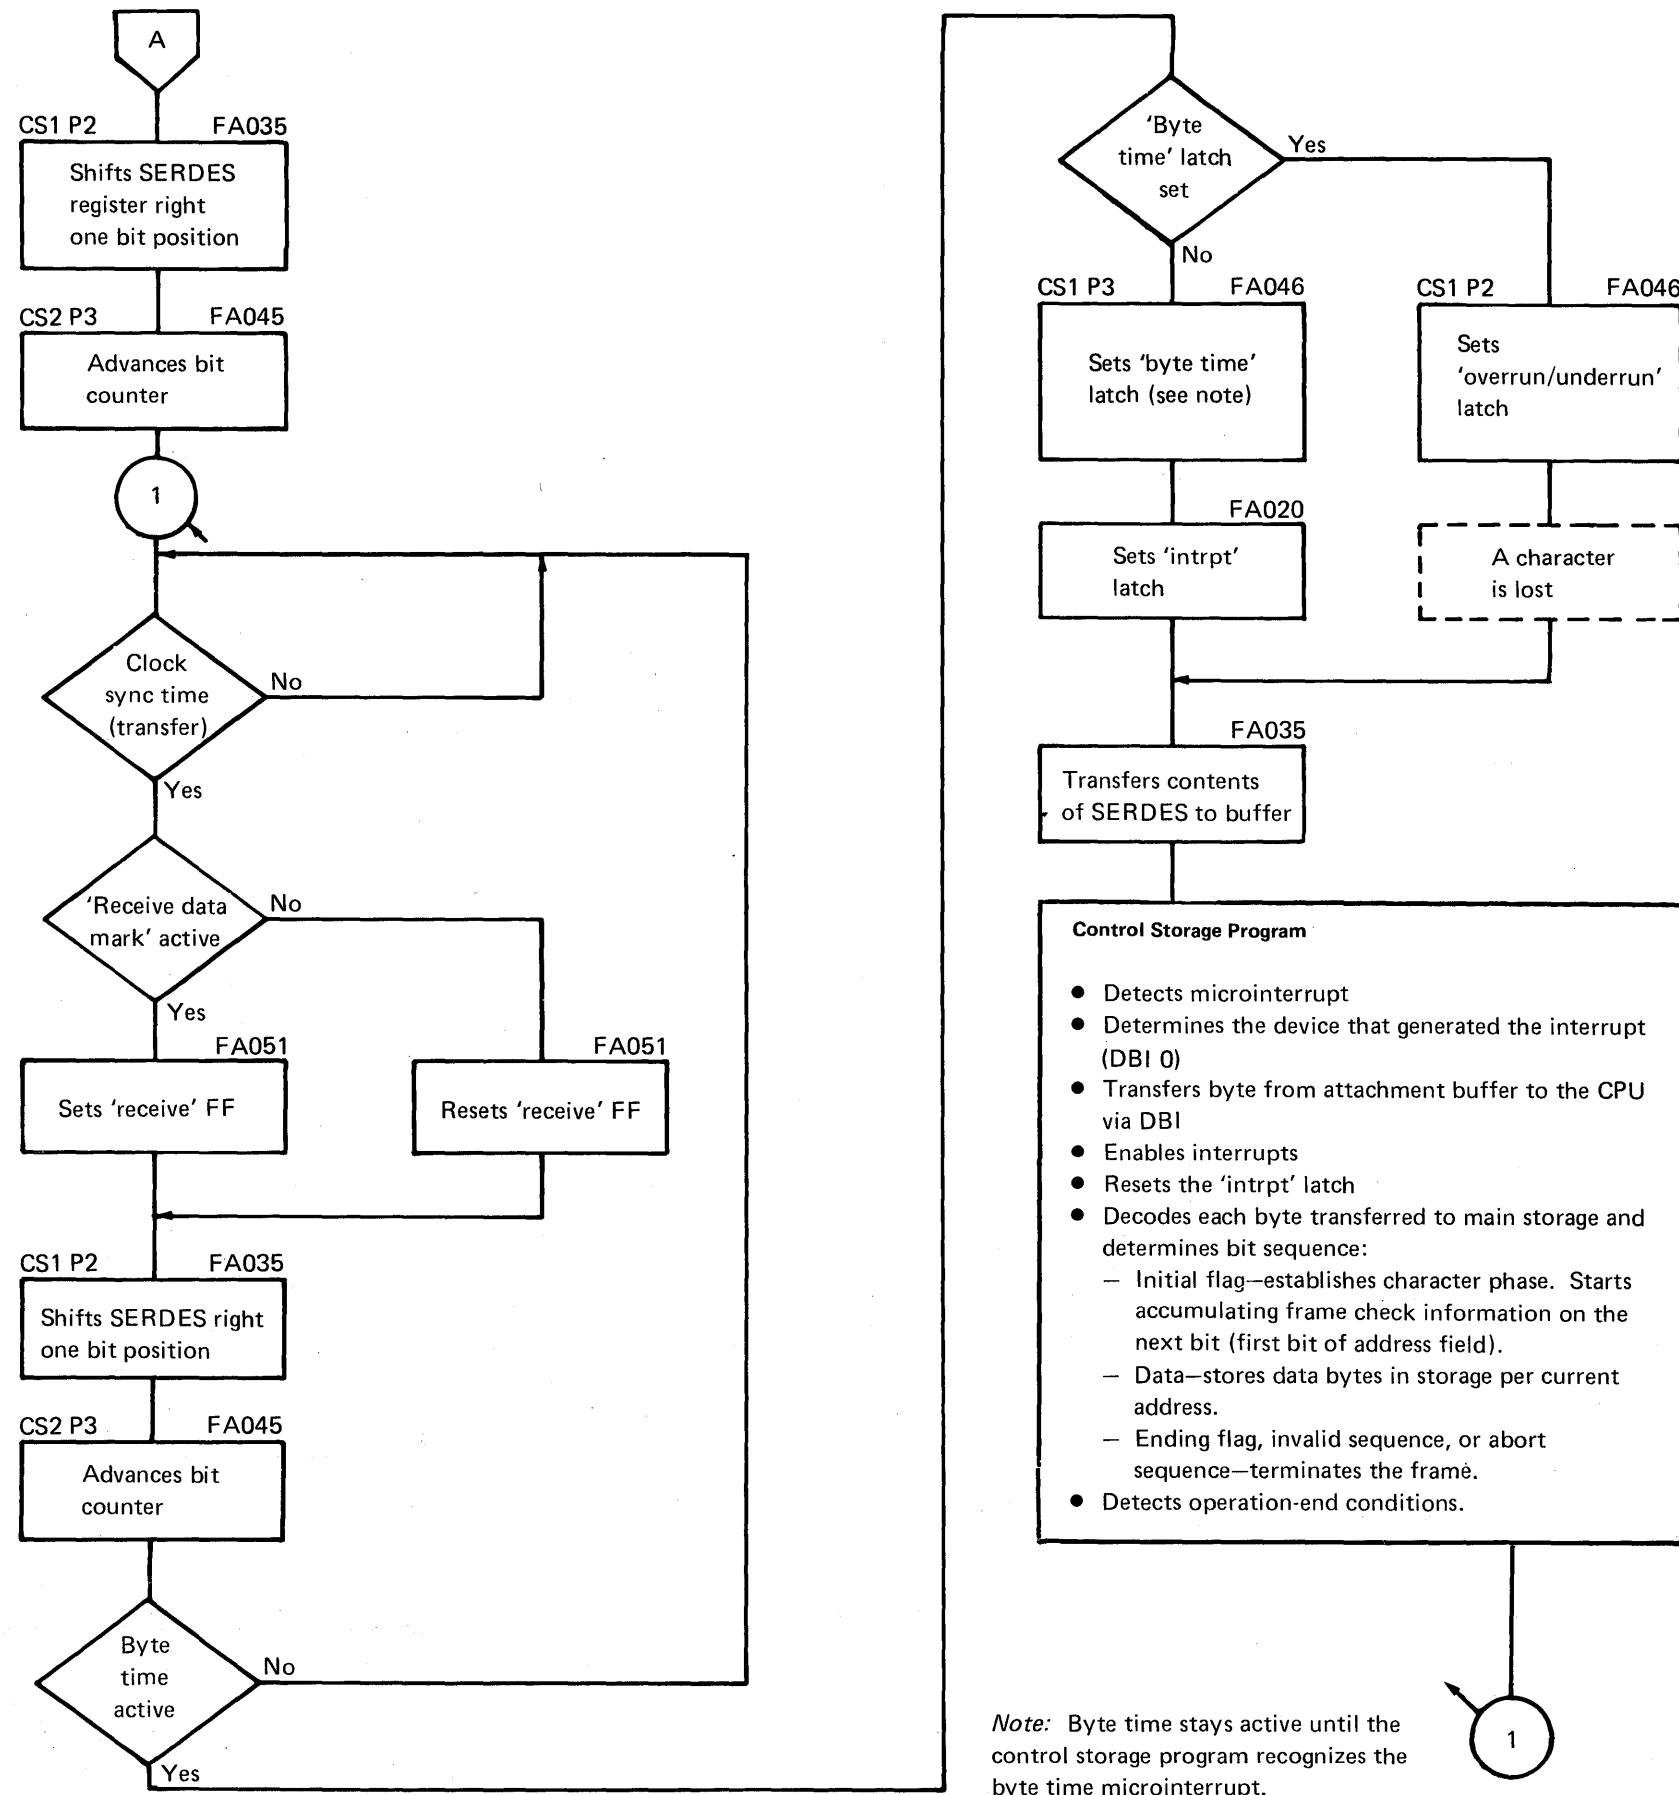 A
CS1 P2 FA035
Shifts SERDES
register right
one bit position
CS2 P3 FA045
Advances bit
counter
1
Clock
sync time
(transfer)
No
Yes
'Receive data
mark' active
No
Yes
FA051
Sets 'receive' FF
FA051
Resets 'receive' FF
CS1 P2 FA035
Shifts SERDES right
one bit position
CS2 P3 FA045
Advances bit
counter
Byte
time
active
No
Yes
'Byte
time' latch
set
Yes
No
CS1 P3 FA046
Sets 'byte time'
latch (see note)
CS1 P2 FA046
Sets
'overrun/underrun'
latch
FA020
Sets 'intrpt'
latch
A character
is lost
FA035
Transfers contents
of SERDES to buffer
Control Storage Program
● Detects microinterrupt
● Determines the device that generated the interrupt
(DBI 0)
● Transfers byte from attachment buffer to the CPU
via DBI
● Enables interrupts
● Resets the 'intrpt' latch
● Decodes each byte transferred to main storage and
determines bit sequence:
— Initial flag—establishes character phase. Starts
accumulating frame check information on the
next bit (first bit of address field).
— Data—stores data bytes in storage per current
address.
— Ending flag, invalid sequence, or abort
sequence—terminates the frame.
● Detects operation-end conditions.
1
Note: Byte time stays active until the
control storage program recognizes the
byte time microinterrupt.